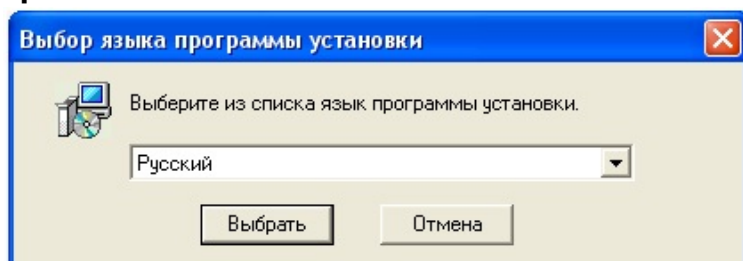 Выбор языка программы установки
Выберите из списка язык программы установки.
Русский
Выбрать Отмена